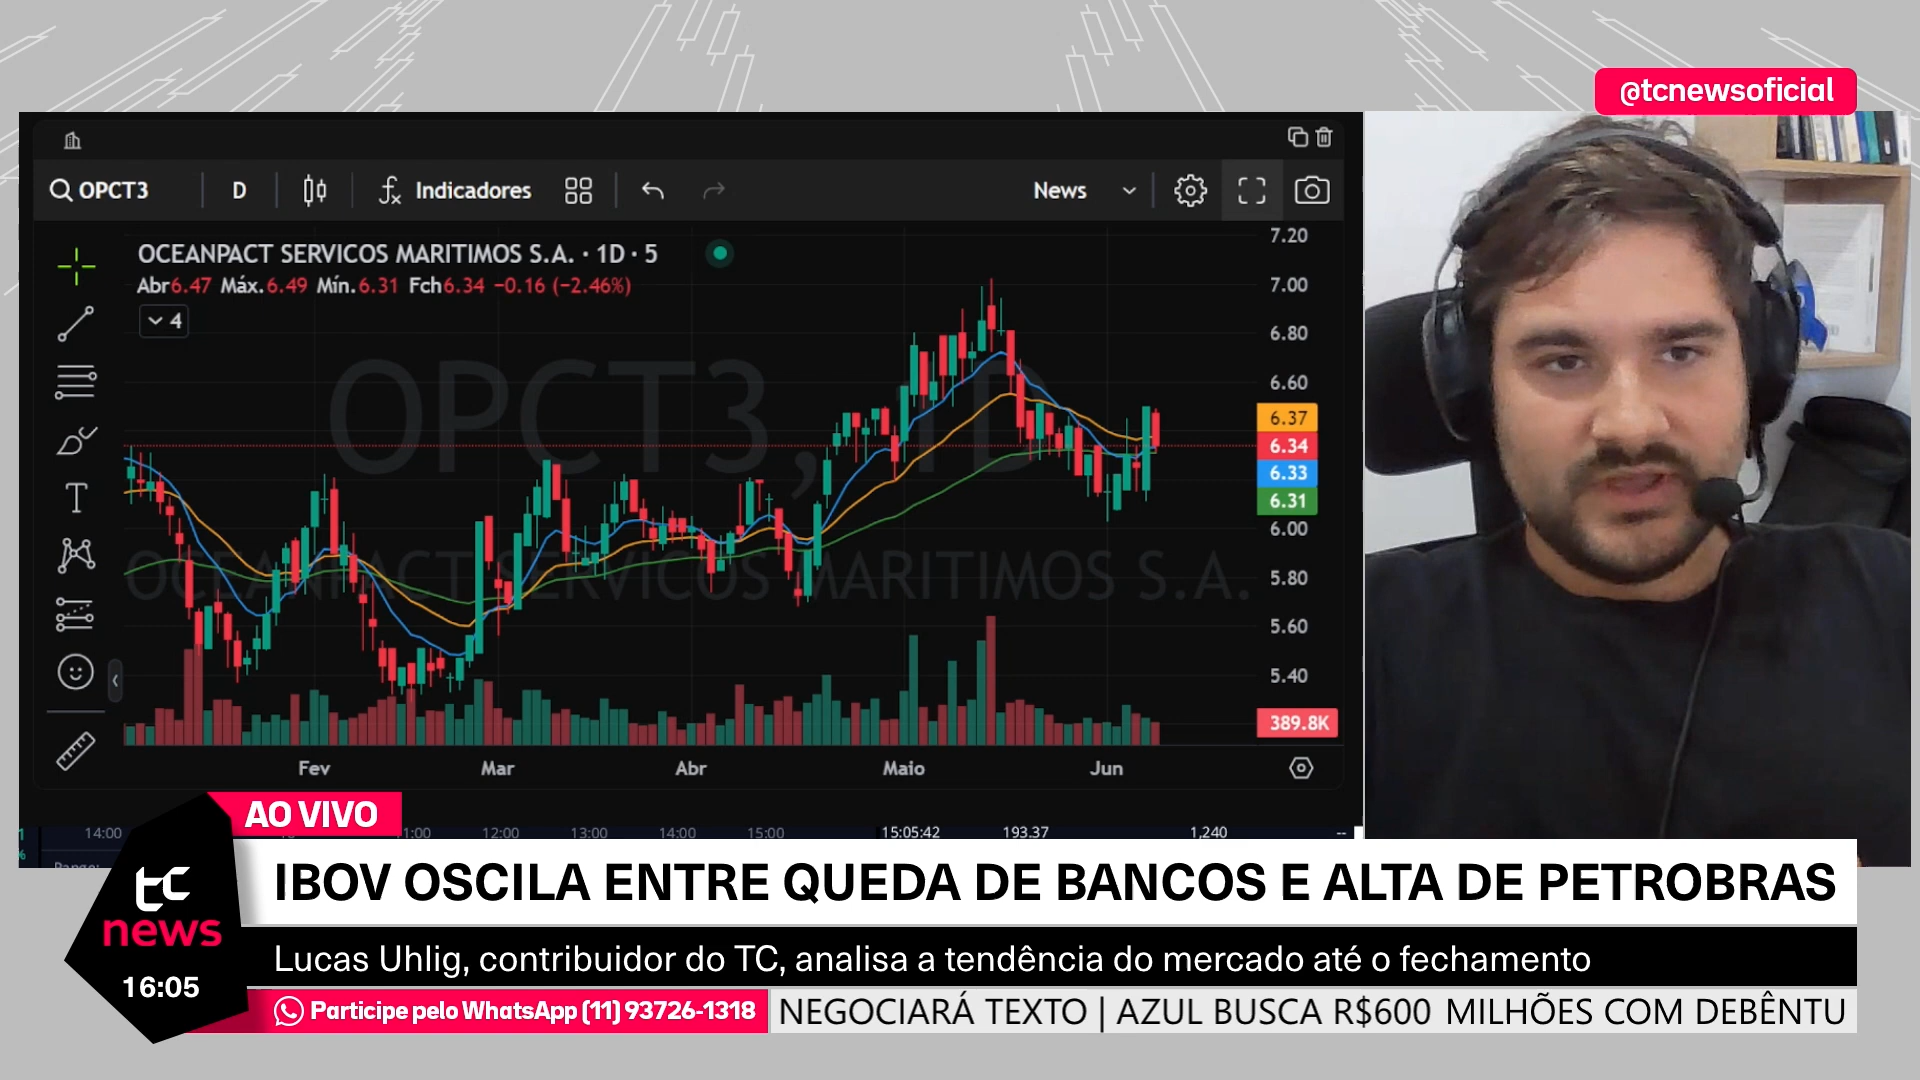 @tcnewsoficial
OPCT3 D Indicadores News
OCEANPACT SERVICOS MARITIMOS S.A. · 1D · 5
Abr6.47 Máx.6.49 Mín.6.31 Fch6.34 −0.16 (−2.46%)
4
OPCT3, 1D
OCEANPACT SERVICOS MARITIMOS S.A.
7.20
7.00
6.80
6.60
6.37
6.34
6.33
6.31
6.00
5.80
5.60
5.40
389.8K
Fev Mar Abr Maio Jun
AO VIVO
14:00 12:00 13:00 14:00 15:00 15:05:42 193.37 1,240 --
IBOV OSCILA ENTRE QUEDA DE BANCOS E ALTA DE PETROBRAS
Lucas Uhlig, contribuidor do TC, analisa a tendência do mercado até o fechamento
tc
news
16:05
Participe pelo WhatsApp (11) 93726-1318
NEGOCIARÁ TEXTO | AZUL BUSCA R$600 MILHÕES COM DEBÊNTU